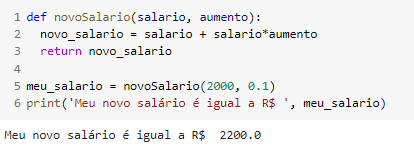 1 def novoSalario(salario, aumento):
2   novo_salario = salario + salario*aumento
3   return novo_salario
4
5 meu_salario = novoSalario(2000, 0.1)
6 print('Meu novo salário é igual a R$ ', meu_salario)
Meu novo salário é igual a R$  2200.0